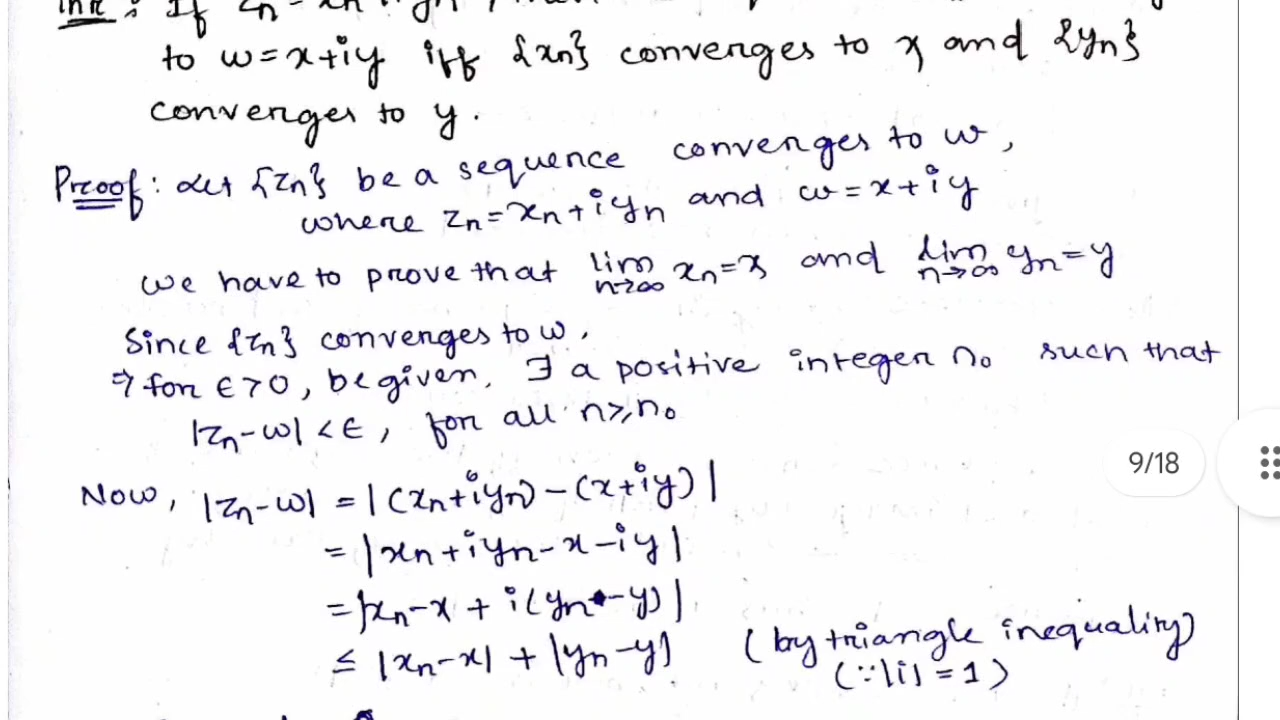 to w=x+iy iff {xn} converges to x and {yn}
converges to y.
Proof: Let {zn} be a sequence converges to w,
where zn=xn+iyn and w=x+iy
we have to prove that lim n→∞ xn=x and lim n→∞ yn=y
Since {zn} converges to w,
⇒ for ϵ>0, be given, ∃ a positive integer n₀ such that
|zn-w|<ϵ, for all n≥n₀
9/18
Now, |zn-w| = |(xn+iyn)-(x+iy)|
= |xn+iyn-x-iy|
= |xn-x + i(yn-y)|
≤ |xn-x| + |yn-y| (by triangle inequality)
(∵|i|=1)